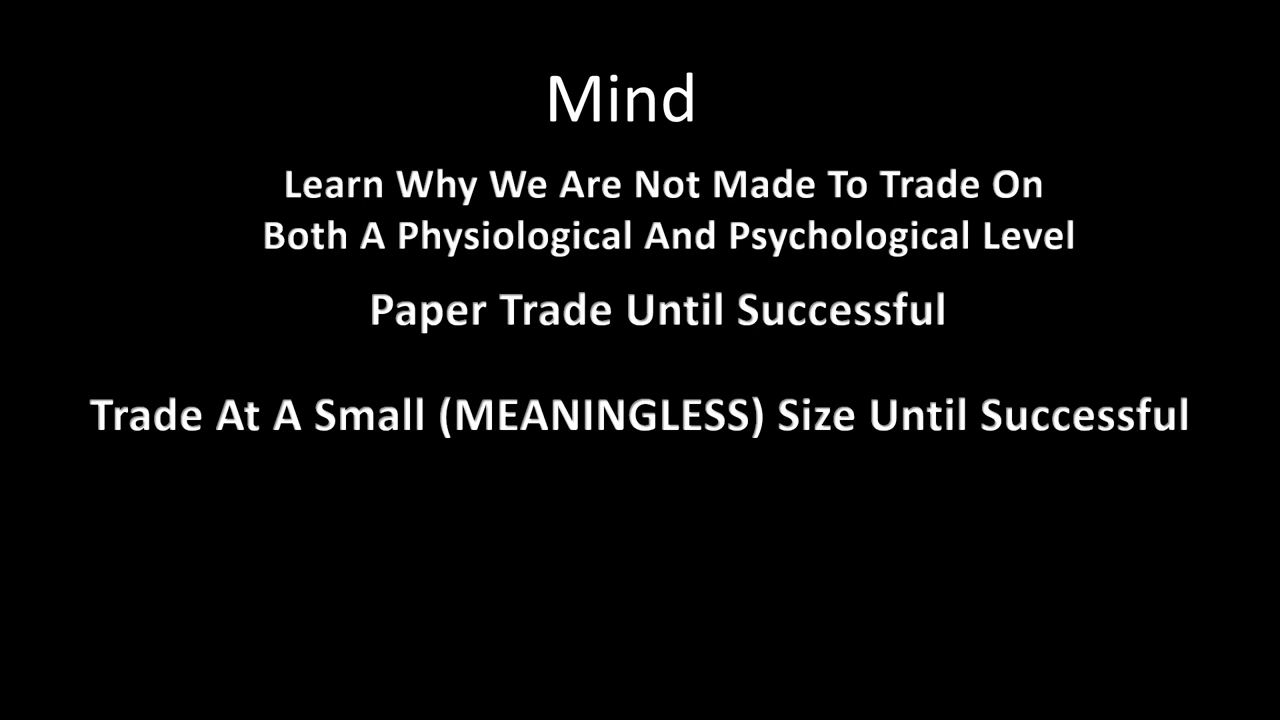 Mind
Learn Why We Are Not Made To Trade On
Both A Physiological And Psychological Level
Paper Trade Until Successful
Trade At A Small (MEANINGLESS) Size Until Successful